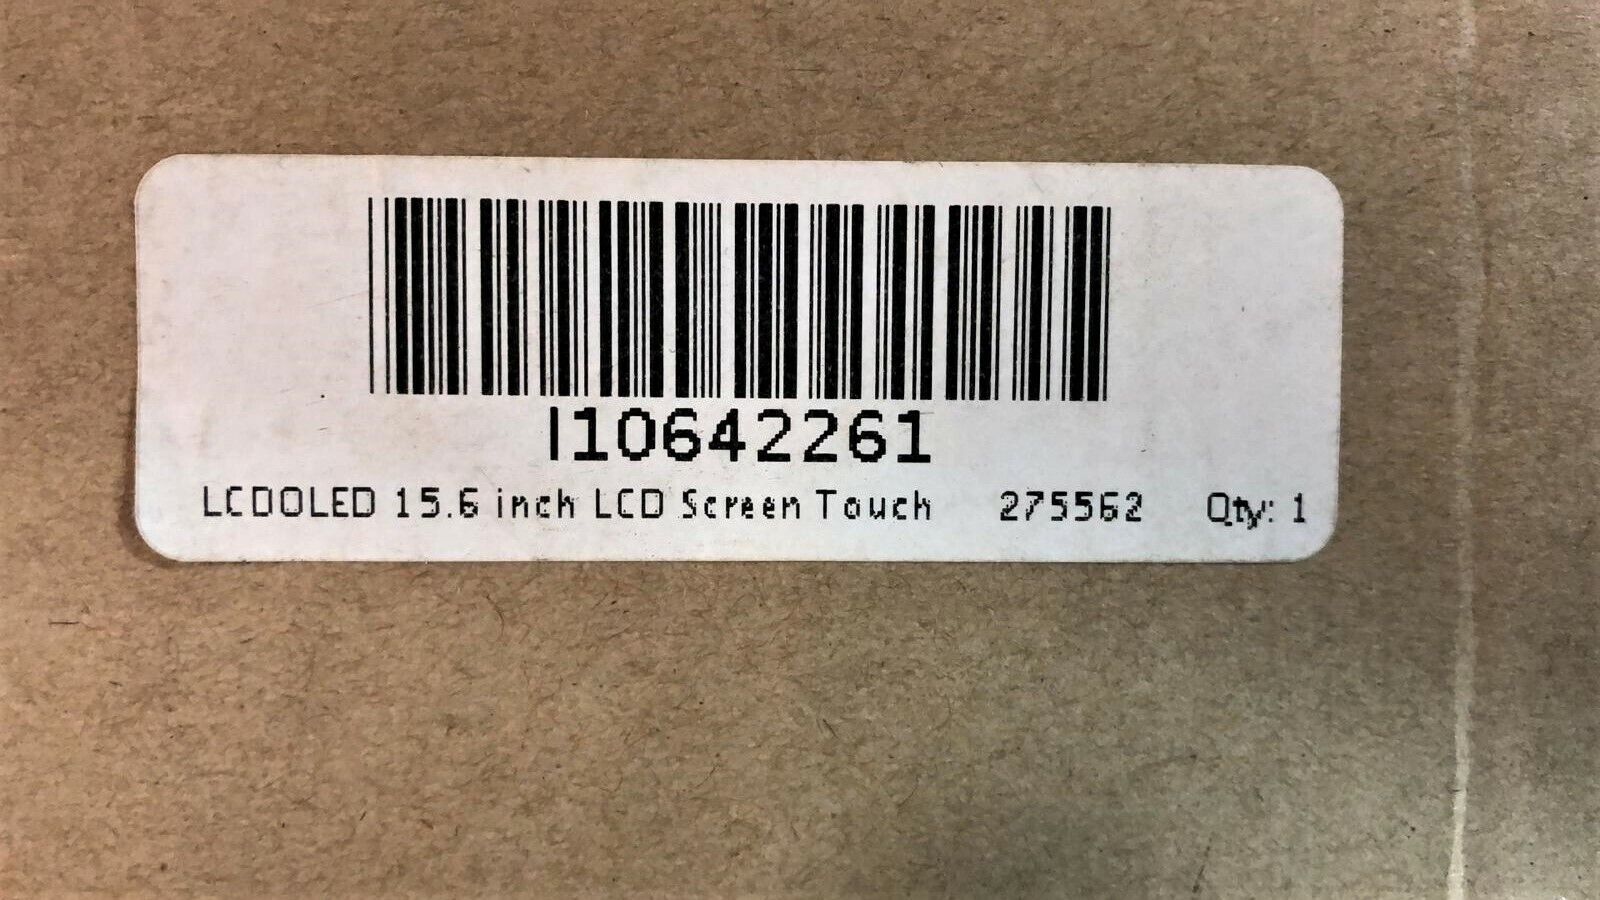 I10642261
LCDOLED 15.6 inch LCD Screen Touch 275562 Qty: 1